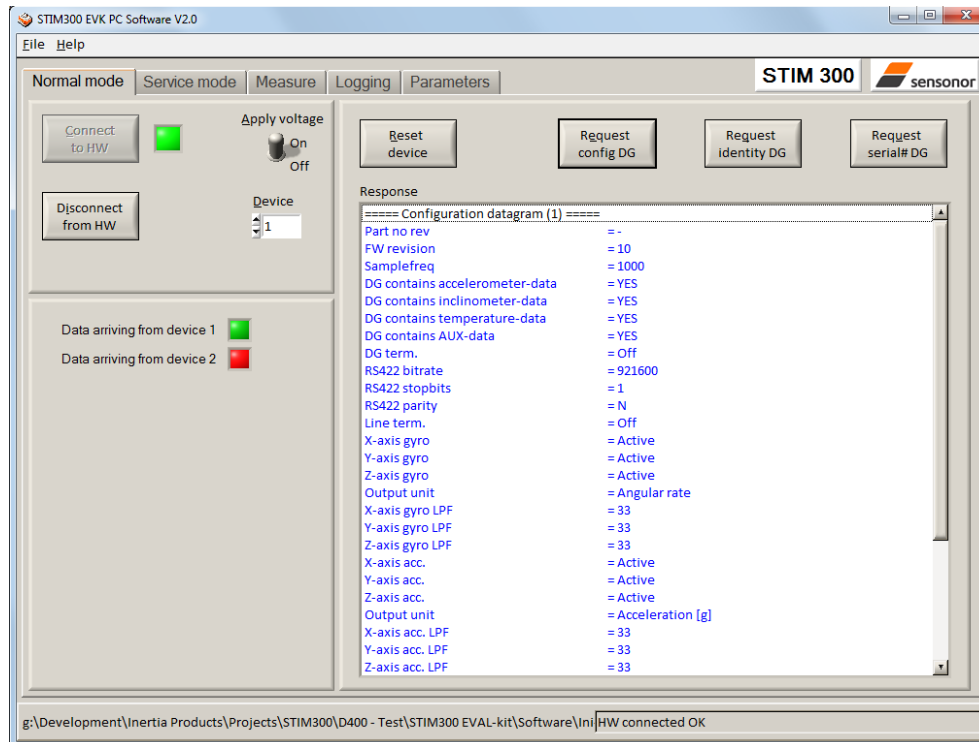 STIM300 EVK PC Software V2.0
File Help
Normal mode Service mode Measure Logging Parameters
STIM 300 sensonor
Connect
to HW
Apply voltage
On
Off
Disconnect
from HW
Device
1
Data arriving from device 1
Data arriving from device 2
Reset
device
Request
config DG
Request
identity DG
Request
serial# DG
Response
===== Configuration datagram (1) =====
Part no rev = -
FW revision = 10
Samplefreq = 1000
DG contains accelerometer-data = YES
DG contains inclinometer-data = YES
DG contains temperature-data = YES
DG contains AUX-data = YES
DG term. = Off
RS422 bitrate = 921600
RS422 stopbits = 1
RS422 parity = N
Line term. = Off
X-axis gyro = Active
Y-axis gyro = Active
Z-axis gyro = Active
Output unit = Angular rate
X-axis gyro LPF = 33
Y-axis gyro LPF = 33
Z-axis gyro LPF = 33
X-axis acc. = Active
Y-axis acc. = Active
Z-axis acc. = Active
Output unit = Acceleration [g]
X-axis acc. LPF = 33
Y-axis acc. LPF = 33
Z-axis acc. LPF = 33
g:\Development\Inertia Products\Projects\STIM300\D400 - Test\STIM300 EVAL-kit\Software\Ini HW connected OK